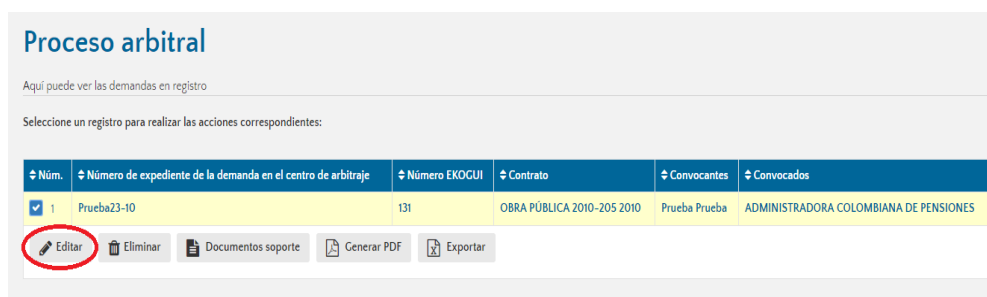 Proceso arbitral
Aquí puede ver las demandas en registro
Seleccione un registro para realizar las acciones correspondientes:
Núm. Número de expediente de la demanda en el centro de arbitraje Número EKOGUI Contrato Convocantes Convocados
1 Prueba23-10 131 OBRA PÚBLICA 2010-205 2010 Prueba Prueba ADMINISTRADORA COLOMBIANA DE PENSIONES
Editar Eliminar Documentos soporte Generar PDF Exportar